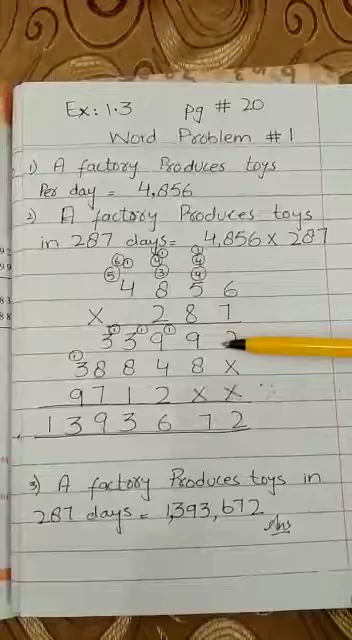 Ex: 1.3 Pg # 20
Word Problem # 1
1) A factory Produces toys
Per day = 4,856
2) A factory Produces toys
in 287 days = 4,856 x 287
4 8 5 6
X 2 8 7
3 3 9 9 2
3 8 8 4 8 X
9 7 1 2 X X
1 3 9 3 6 7 2
3) A factory Produces toys in
287 days = 1,393,672
Ans